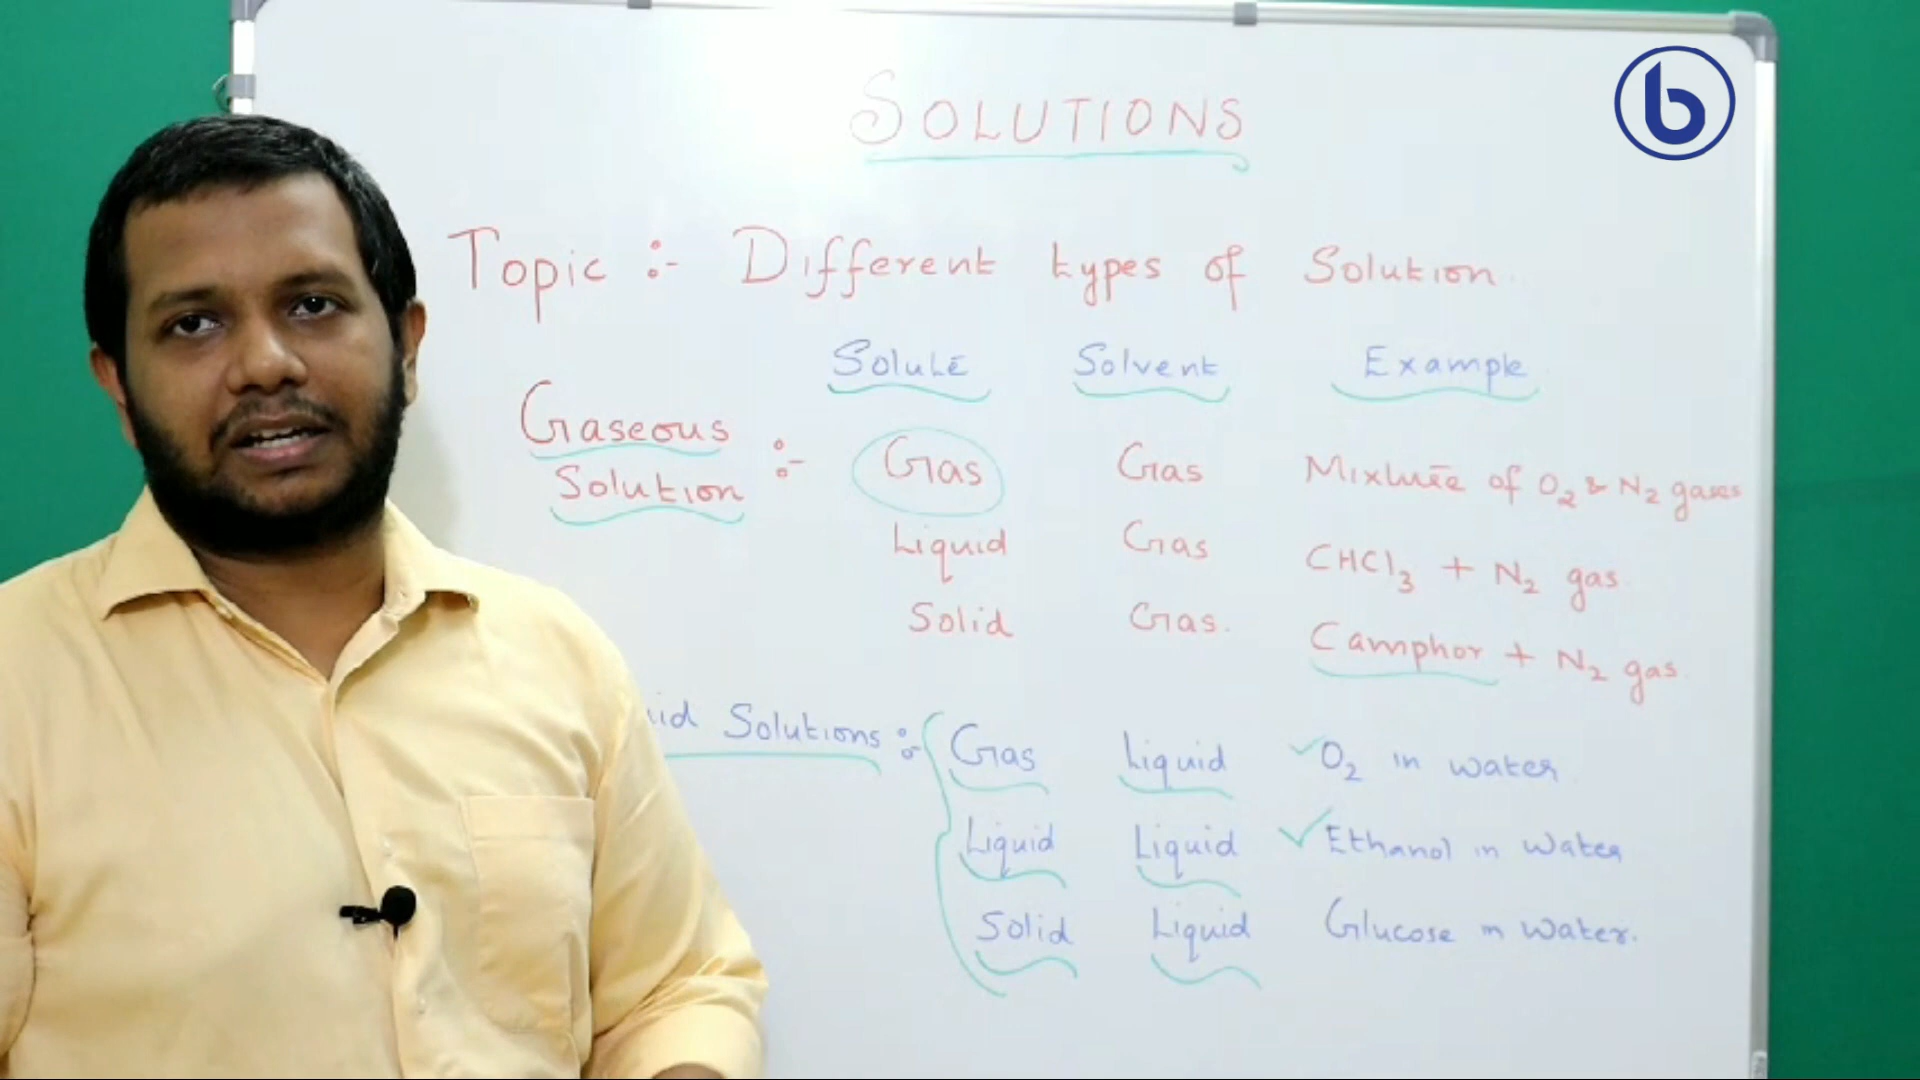 SOLUTIONS
Topic :- Different types of Solution.
Solute Solvent Example
Gaseous Solution :- Gas Gas Mixture of O₂ & N₂ gases
Liquid Gas CHCl₃ + N₂ gas.
Solid Gas. Camphor + N₂ gas.
uid Solutions :- Gas Liquid O₂ in water.
Liquid Liquid Ethanol in water
Solid Liquid Glucose in water.
b